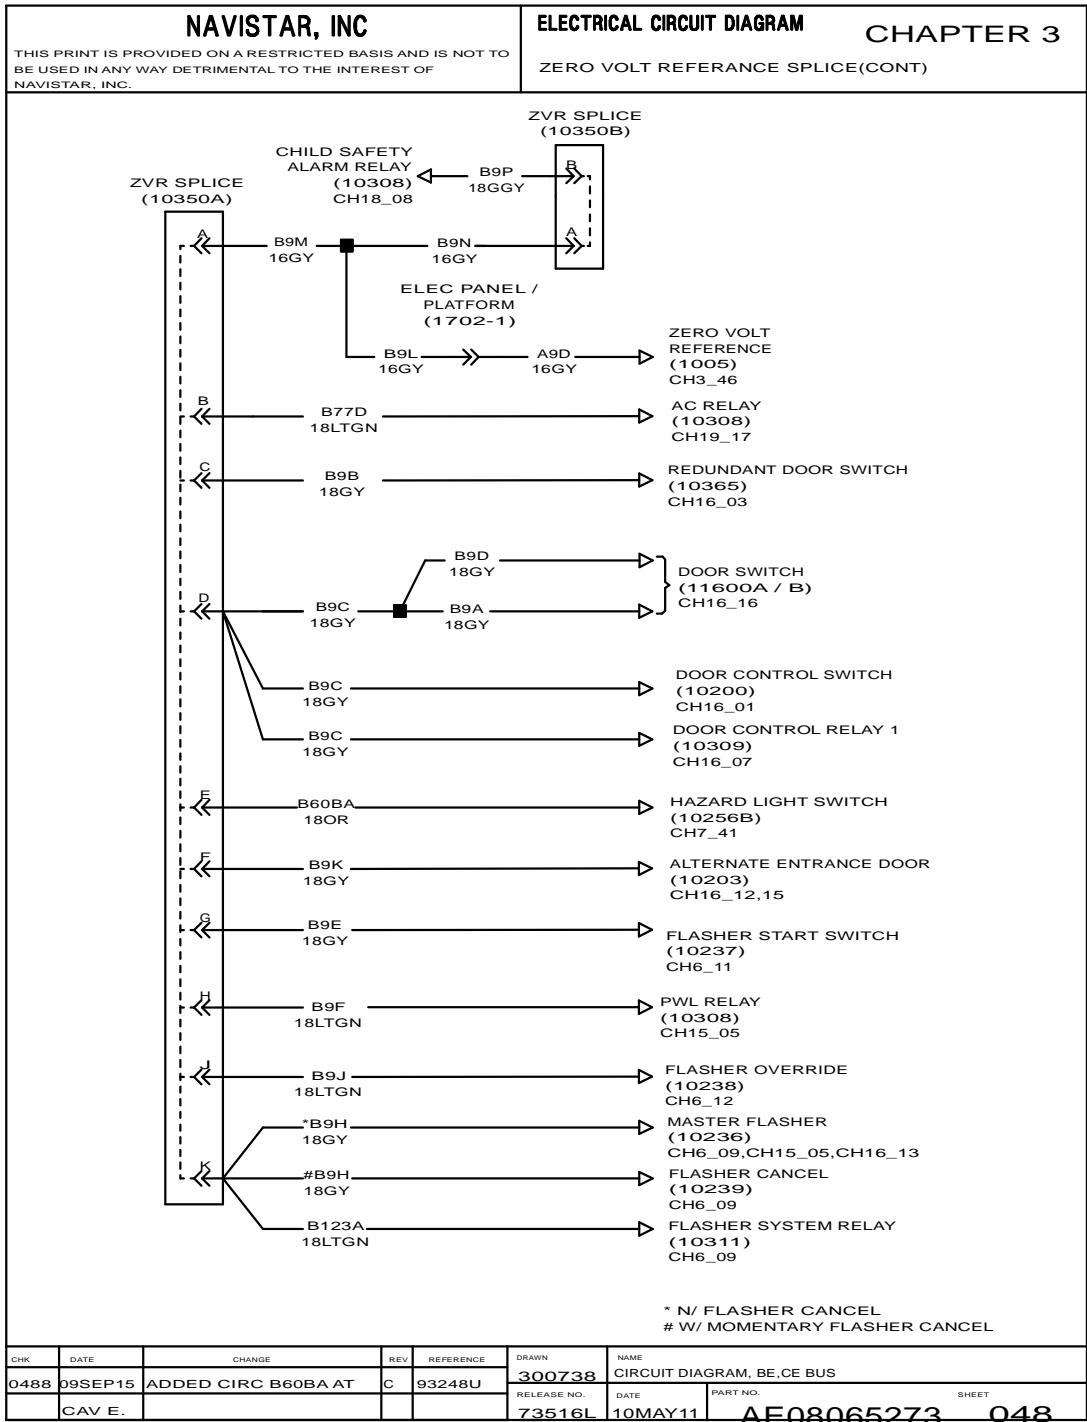 NAVISTAR, INC
THIS PRINT IS PROVIDED ON A RESTRICTED BASIS AND IS NOT TO
BE USED IN ANY WAY DETRIMENTAL TO THE INTEREST OF
NAVISTAR, INC.
ELECTRICAL CIRCUIT DIAGRAM
CHAPTER 3
ZERO VOLT REFERANCE SPLICE(CONT)
ZVR SPLICE
(10350B)
CHILD SAFETY
ALARM RELAY
(10308)
CH18_08
B9P
18GGY
B
ZVR SPLICE
(10350A)
A
B9M
16GY
B9N
16GY
A
ELEC PANEL /
PLATFORM
(1702-1)
B9L
16GY
A9D
16GY
ZERO VOLT
REFERENCE
(1005)
CH3_46
B
B77D
18LTGN
AC RELAY
(10308)
CH19_17
C
B9B
18GY
REDUNDANT DOOR SWITCH
(10365)
CH16_03
B9D
18GY
DOOR SWITCH
(11600A / B)
CH16_16
D
B9C
18GY
B9A
18GY
B9C
18GY
DOOR CONTROL SWITCH
(10200)
CH16_01
B9C
18GY
DOOR CONTROL RELAY 1
(10309)
CH16_07
E
B60BA
18OR
HAZARD LIGHT SWITCH
(10256B)
CH7_41
F
B9K
18GY
ALTERNATE ENTRANCE DOOR
(10203)
CH16_12,15
G
B9E
18GY
FLASHER START SWITCH
(10237)
CH6_11
H
B9F
18LTGN
PWL RELAY
(10308)
CH15_05
J
B9J
18LTGN
FLASHER OVERRIDE
(10238)
CH6_12
*B9H
18GY
MASTER FLASHER
(10236)
CH6_09,CH15_05,CH16_13
K
#B9H
18GY
FLASHER CANCEL
(10239)
CH6_09
B123A
18LTGN
FLASHER SYSTEM RELAY
(10311)
CH6_09
* N/ FLASHER CANCEL
# W/ MOMENTARY FLASHER CANCEL
CHK DATE CHANGE REV REFERENCE
0488 09SEP15 ADDED CIRC B60BA AT C 93248U
CAV E.
DRAWN
300738
NAME
CIRCUIT DIAGRAM, BE,CE BUS
RELEASE NO.
73516L
DATE
10MAY11
PART NO.
AE08065273
SHEET
048